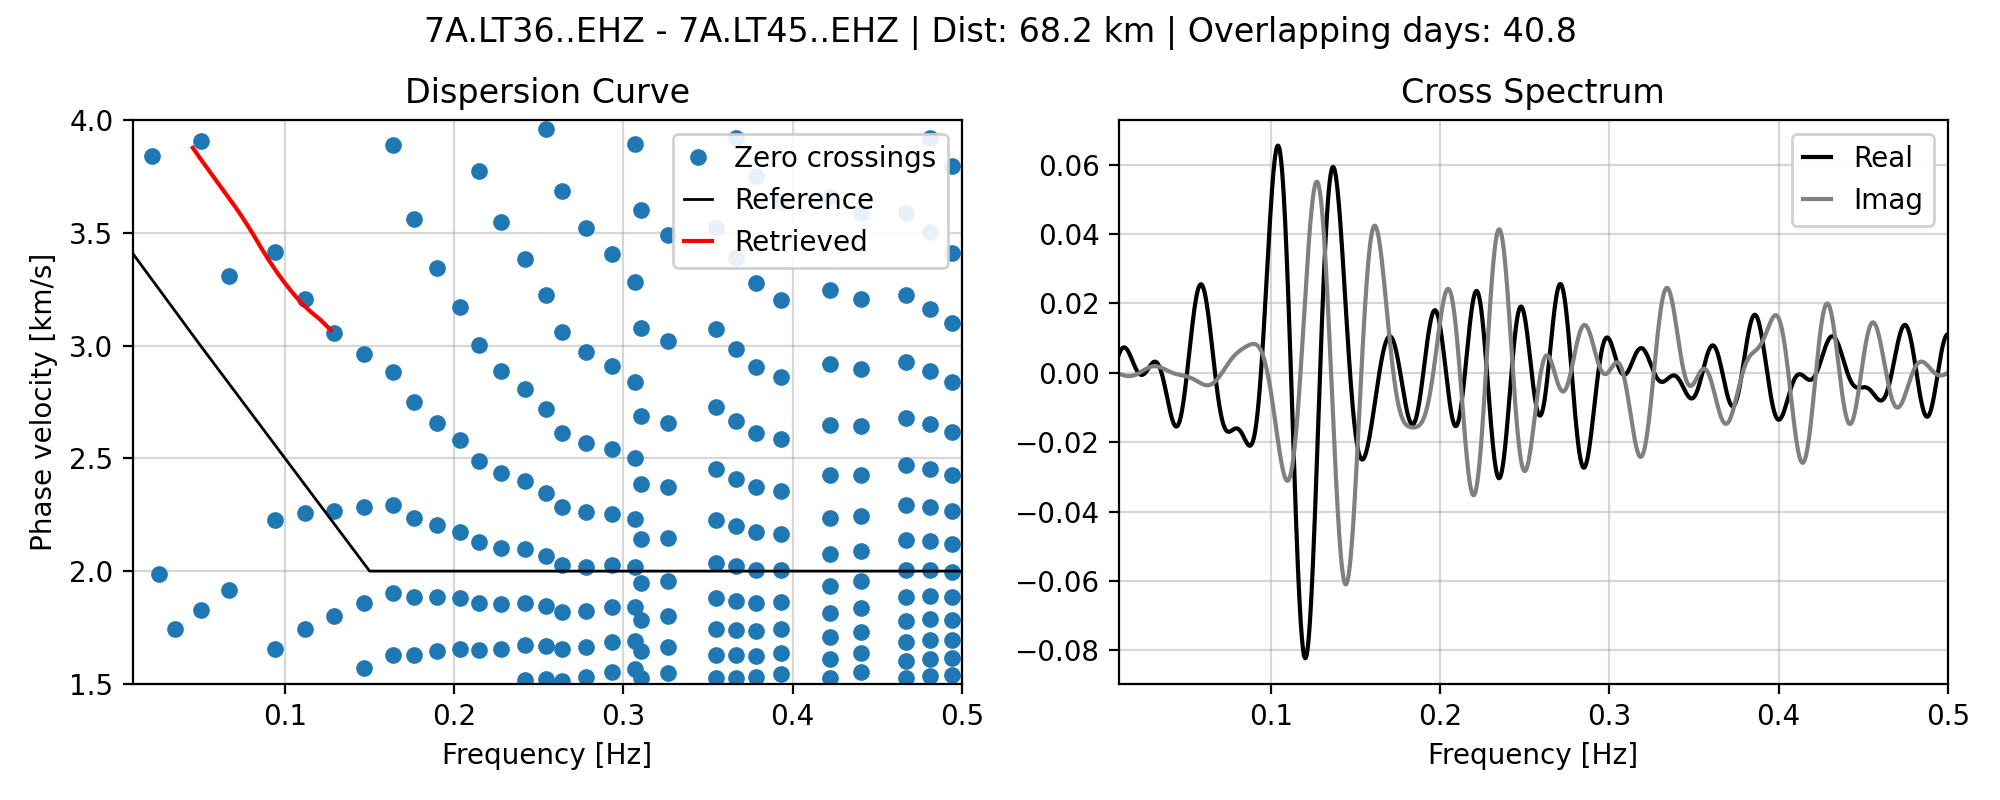 7A.LT36..EHZ - 7A.LT45..EHZ | Dist: 68.2 km | Overlapping days: 40.8
Dispersion Curve
4.0
3.5
3.0
2.5
2.0
1.5
Phase velocity [km/s]
0.1
0.2
0.3
0.4
0.5
Frequency [Hz]
Zero crossings
Reference
Retrieved
Cross Spectrum
0.06
0.04
0.02
0.00
−0.02
−0.04
−0.06
−0.08
0.1
0.2
0.3
0.4
0.5
Frequency [Hz]
Real
Imag